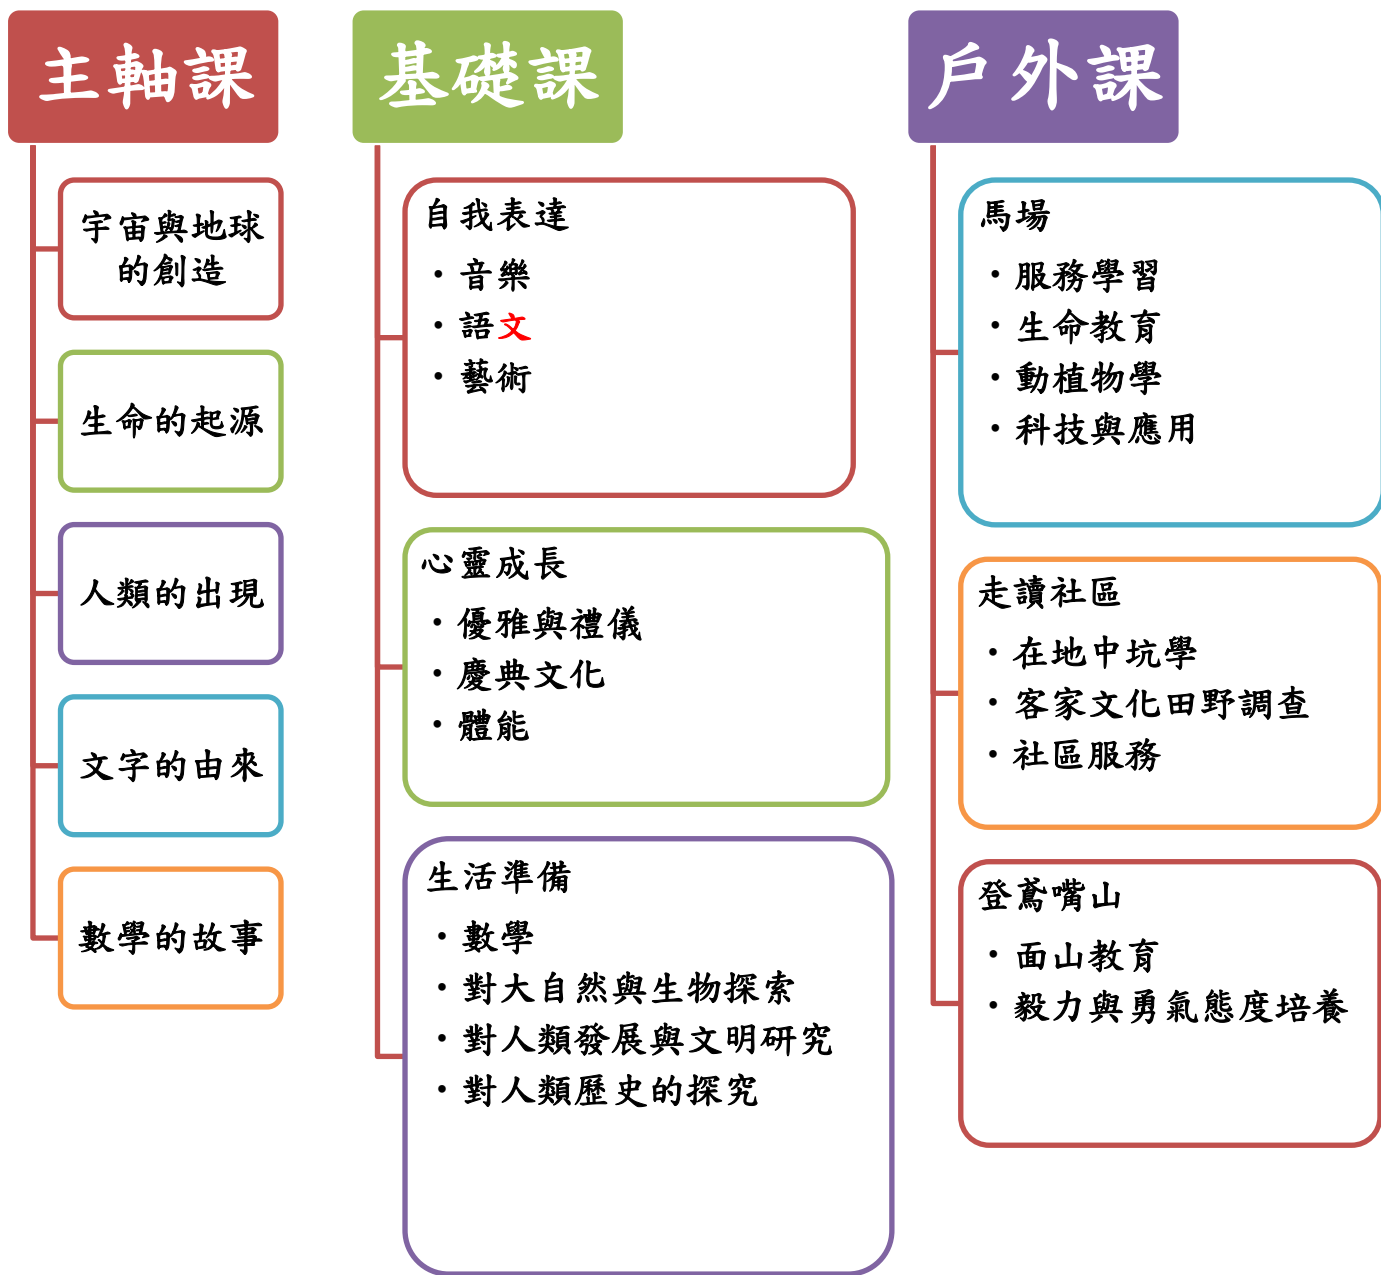 主軸課
宇宙與地球
的創造
生命的起源
人類的出現
文字的由來
數學的故事
基礎課
自我表達
・音樂
・語文
・藝術
心靈成長
・優雅與禮儀
・慶典文化
・體能
生活準備
・數學
・對大自然與生物探索
・對人類發展與文明研究
・對人類歷史的探究
戶外課
馬場
・服務學習
・生命教育
・動植物學
・科技與應用
走讀社區
・在地中坑學
・客家文化田野調查
・社區服務
登鳶嘴山
・面山教育
・毅力與勇氣態度培養